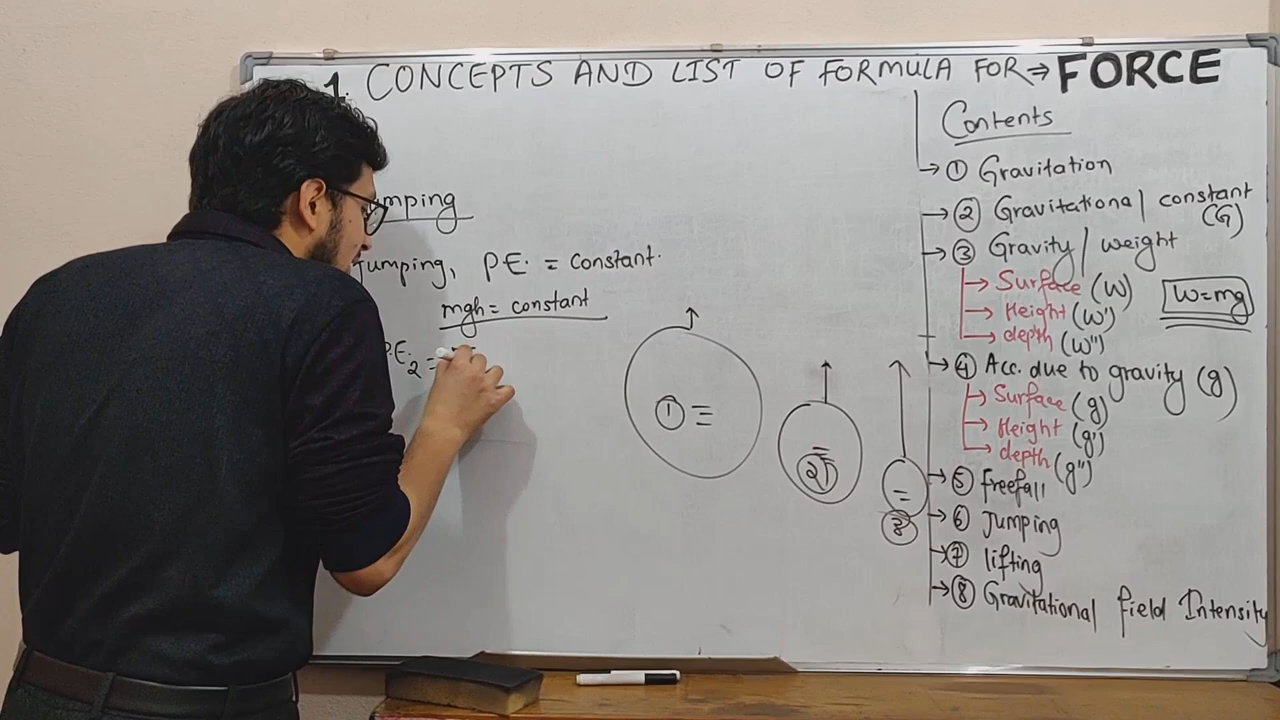 1. CONCEPTS AND LIST OF FORMULA FOR → FORCE
umping
Jumping, P.E. = constant.
mgh = constant
P.E.2 =
① =
② =
③ =
Contents
→ ① Gravitation
→ ② Gravitational constant
(G)
→ ③ Gravity / weight
→ Surface (W)
→ Height (W')
→ depth (W")
W=mg
→ ④ Acc. due to gravity (g)
→ Surface (g)
→ Height (g')
→ depth (g")
→ ⑤ freefall
→ ⑥ Jumping
→ ⑦ lifting
→ ⑧ Gravitational field Intensity